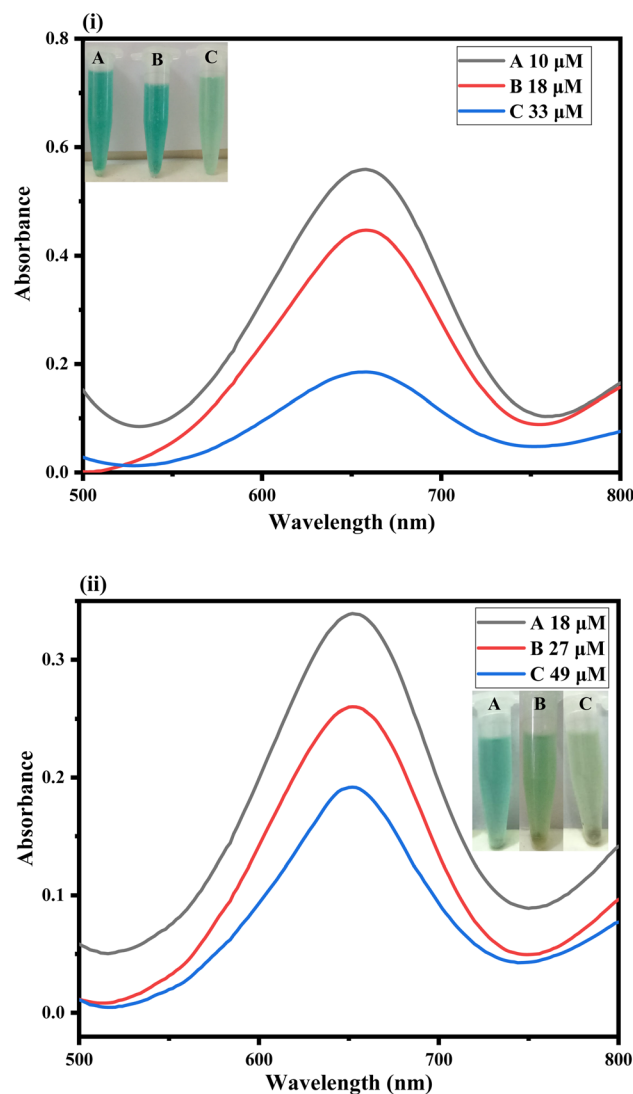 (i)
0.8
0.6
0.4
0.2
0.0
Absorbance
A B C
A 10 μM
B 18 μM
C 33 μM
500 600 700 800
Wavelength (nm)
(ii)
0.3
0.2
0.1
0.0
Absorbance
A 18 μM
B 27 μM
C 49 μM
A B C
500 600 700 800
Wavelength (nm)